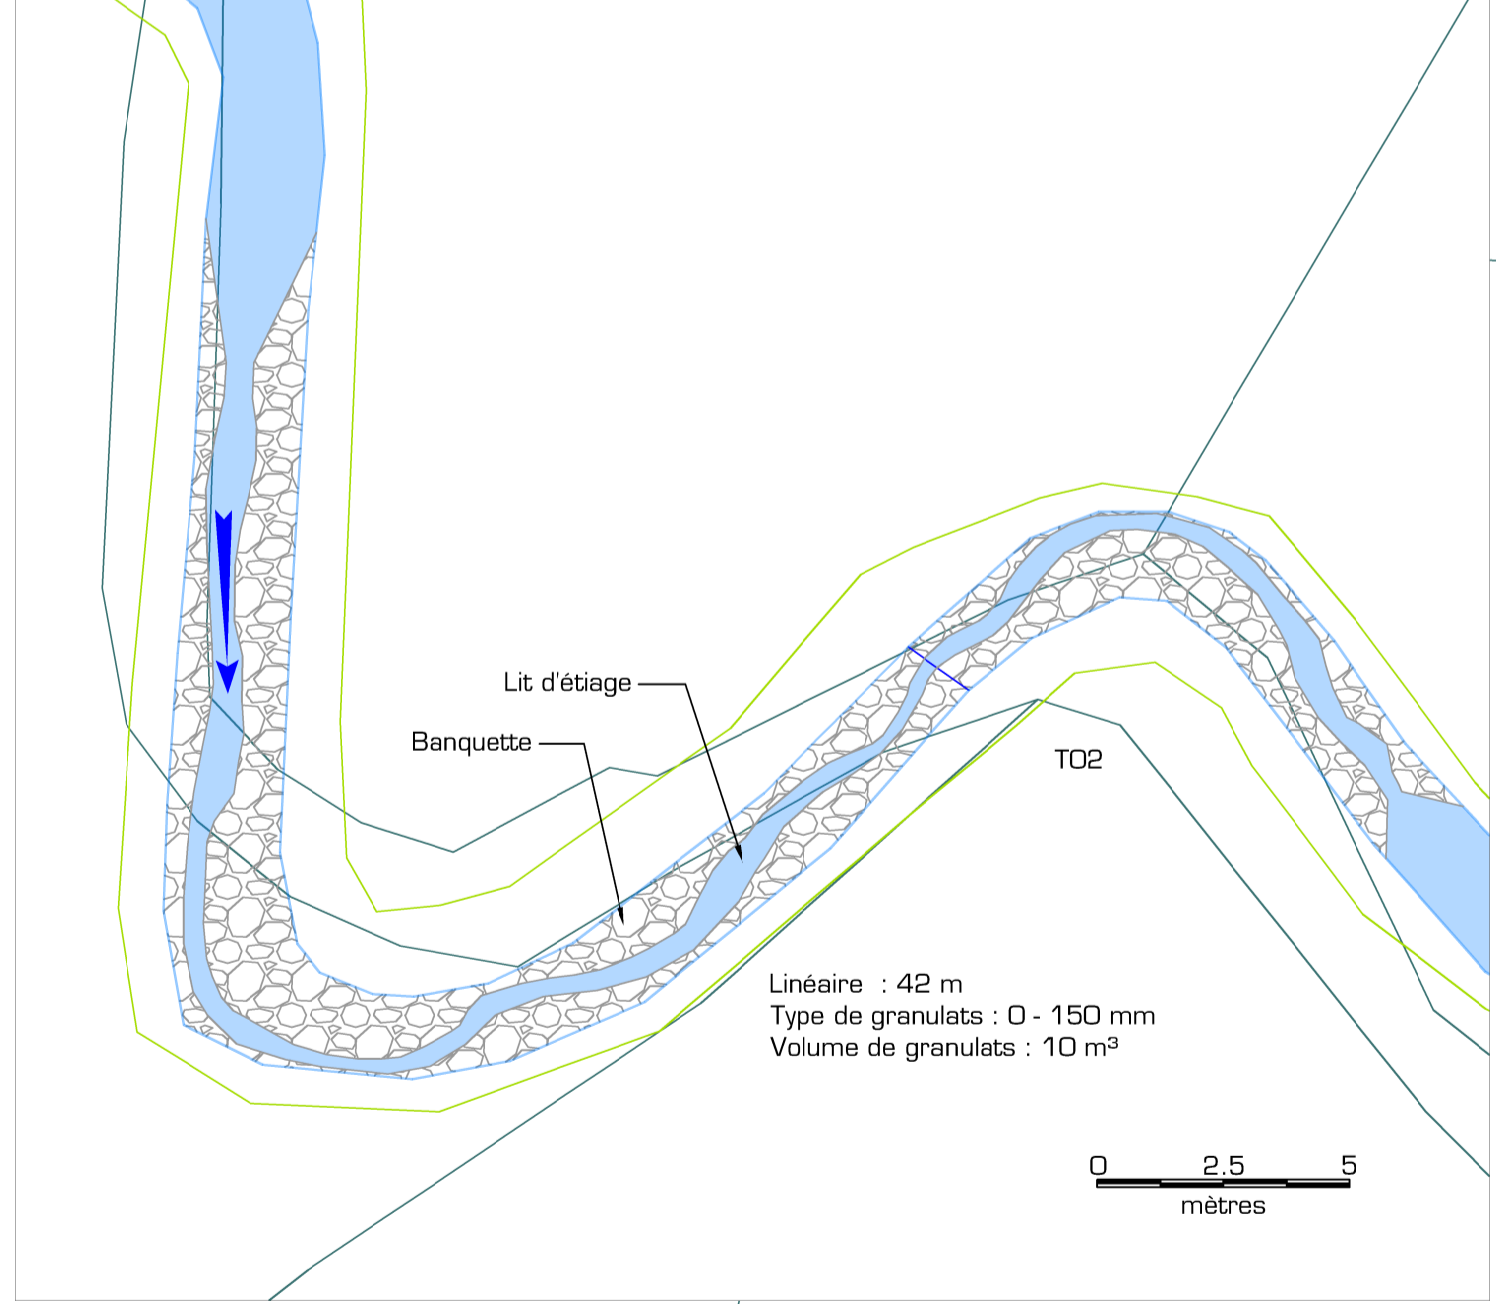 Lit d'étiage
Banquette
TO2
Linéaire : 42 m
Type de granulats : 0 - 150 mm
Volume de granulats : 10 m³
0 2.5 5
mètres